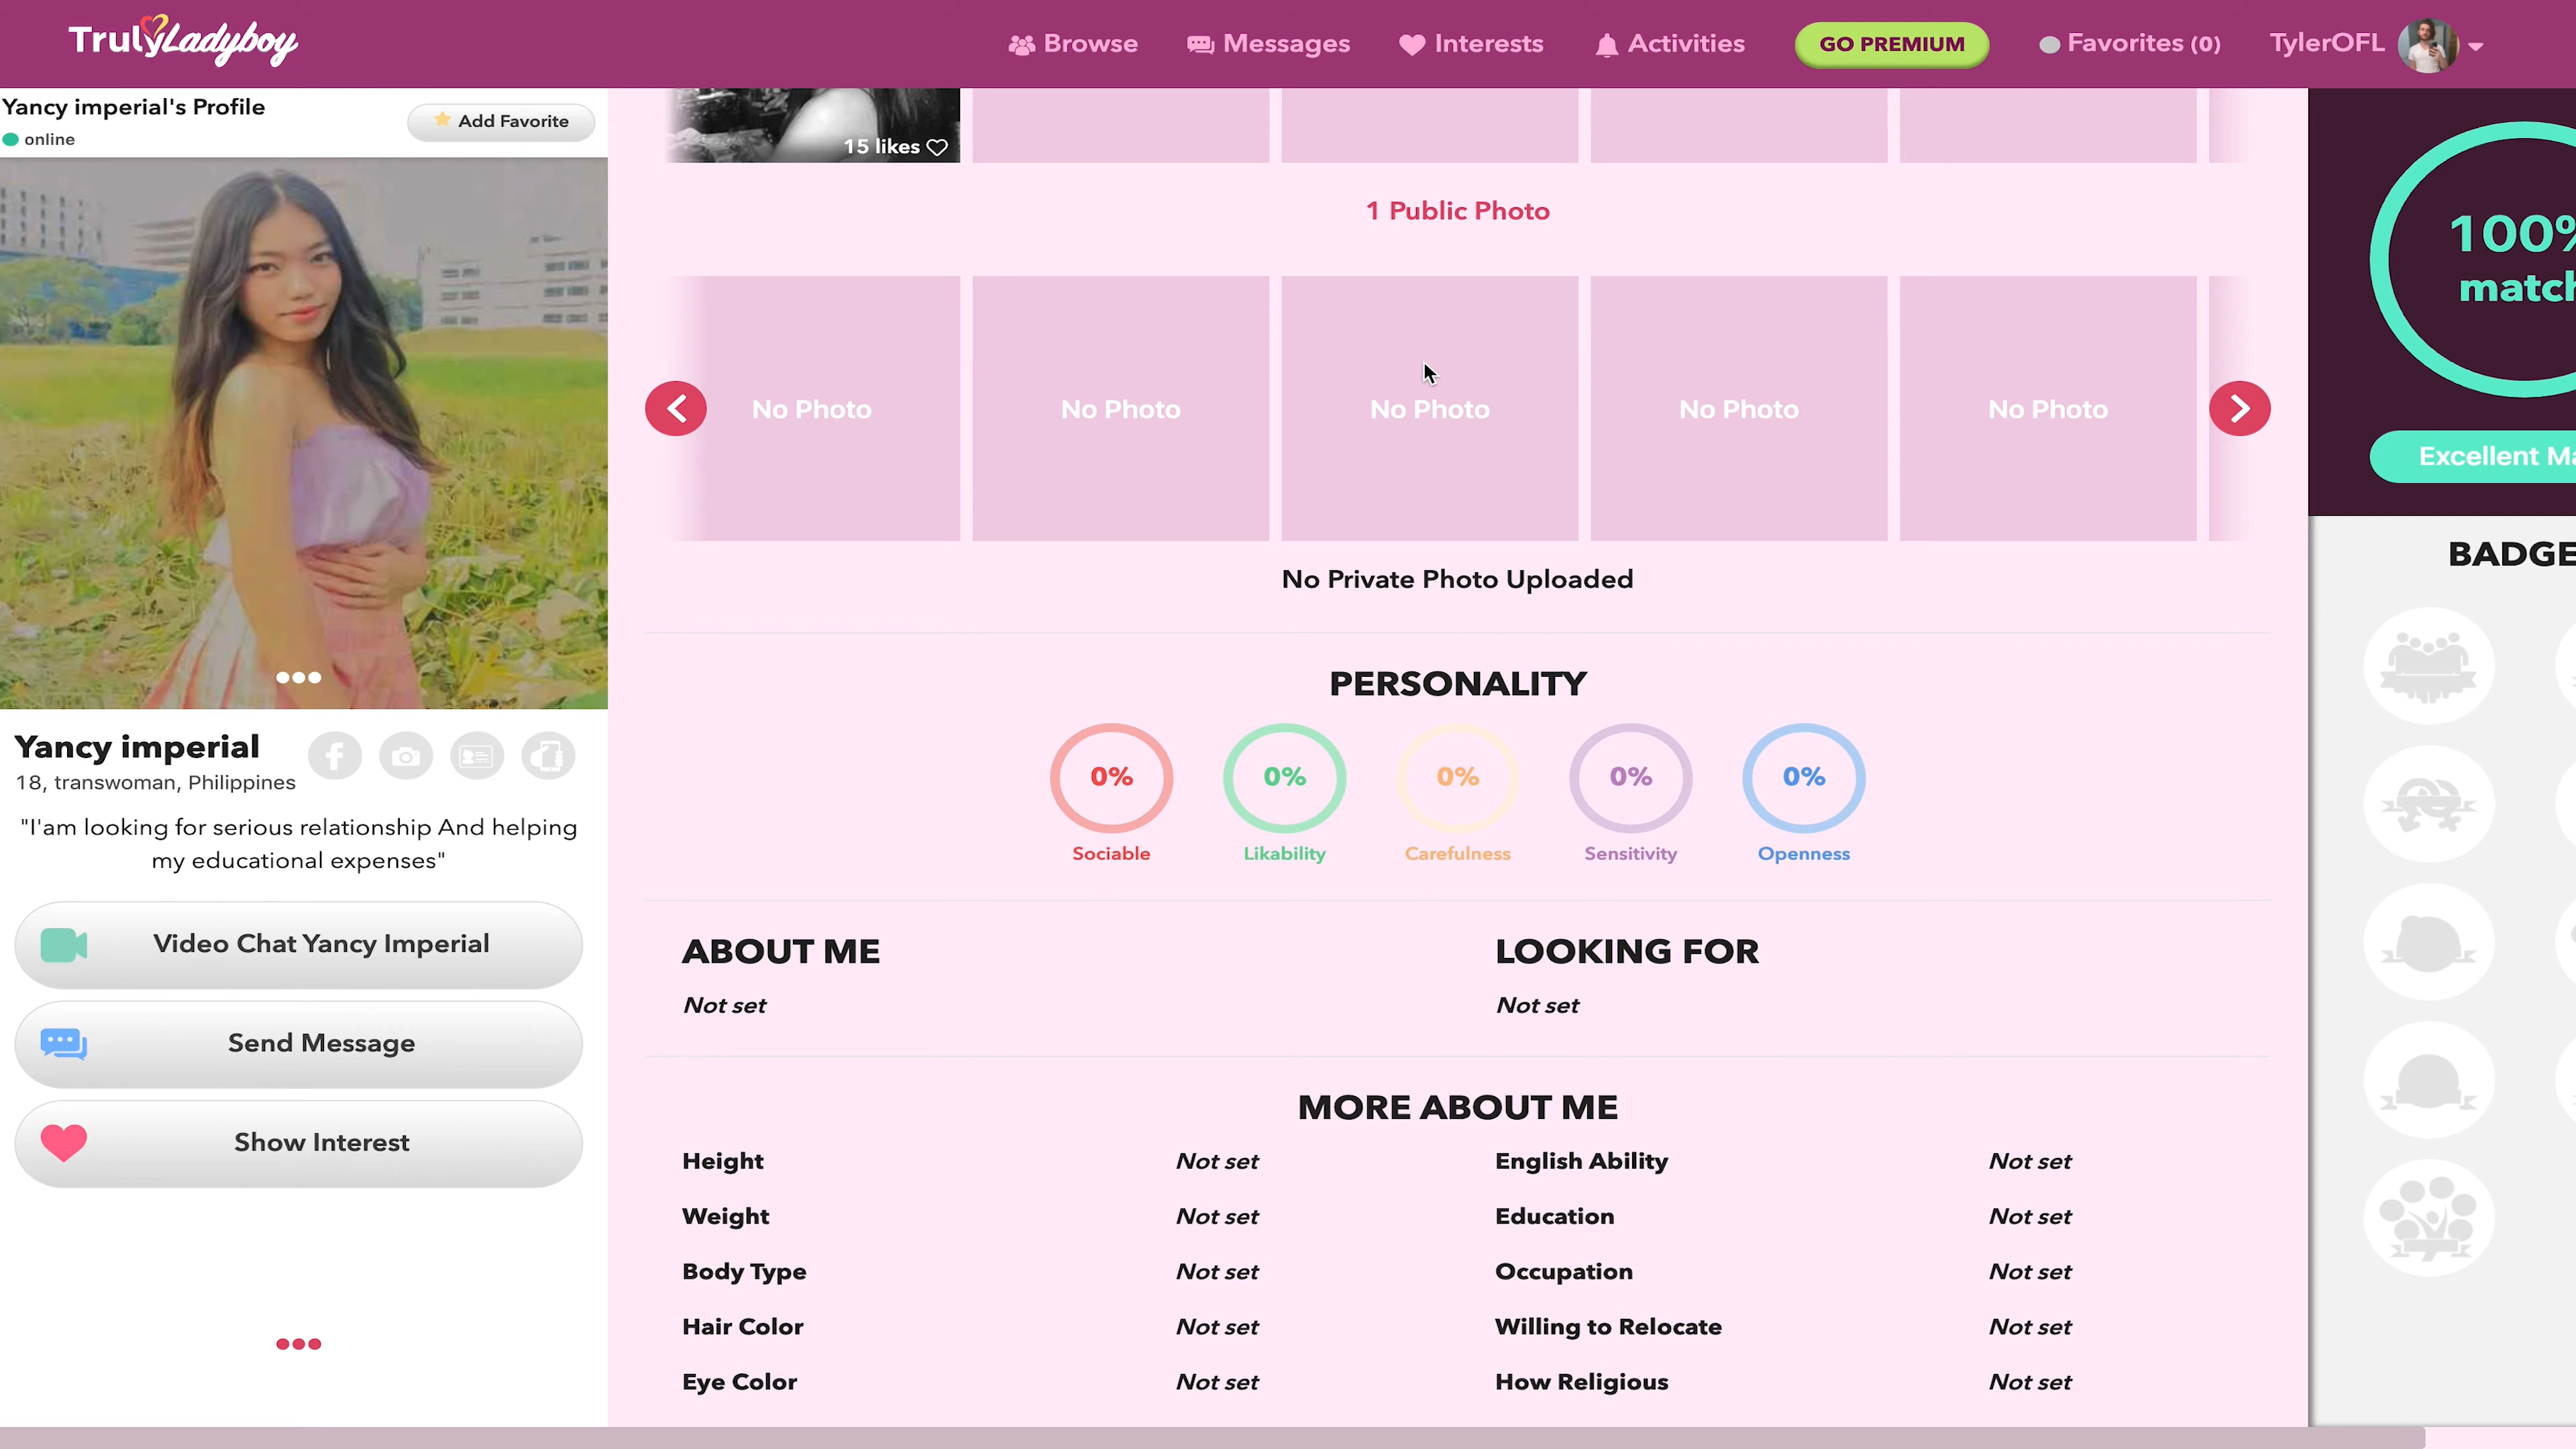 TrulyLadyboy
Browse
Messages
Interests
Activities
GO PREMIUM
Favorites (0)
TylerOFL
Yancy imperial's Profile
online
Add Favorite
15 likes
1 Public Photo
No Photo
No Photo
No Photo
No Photo
No Photo
No Private Photo Uploaded
Yancy imperial
18, transwoman, Philippines
"I'am looking for serious relationship And helping
my educational expenses"
Video Chat Yancy Imperial
Send Message
Show Interest
PERSONALITY
0%
0%
0%
0%
0%
Sociable
Likability
Carefulness
Sensitivity
Openness
ABOUT ME
Not set
LOOKING FOR
Not set
MORE ABOUT ME
Height Not set
English Ability Not set
Weight Not set
Education Not set
Body Type Not set
Occupation Not set
Hair Color Not set
Willing to Relocate Not set
Eye Color Not set
How Religious Not set
100%
match
Excellent Ma
BADGE